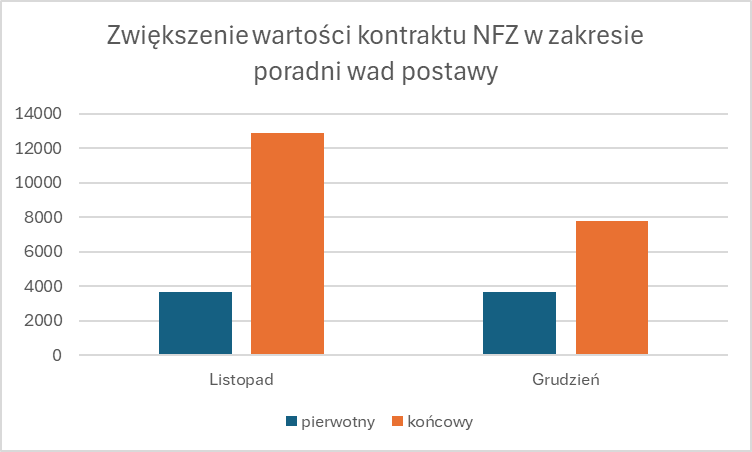 Zwiększenie wartości kontraktu NFZ w zakresie
poradni wad postawy
14000
12000
10000
8000
6000
4000
2000
0
Listopad
Grudzień
pierwotny
końcowy